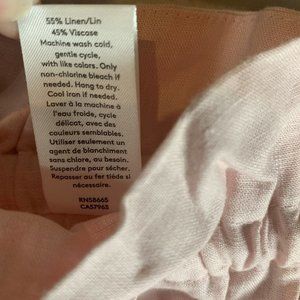 55% Linen/Lin
45% Viscose
Machine wash cold,
gentle cycle,
with like colors. Only
non-chlorine bleach if
needed. Hang to dry.
Cool iron if needed.
Laver à la machine à
l'eau froide, cycle
délicat, avec des
couleurs semblables.
Utiliser seulement un
agent de blanchiment
sans chlore, au besoin.
Suspendre pour sécher.
Repasser au fer tiède si
nécessaire.
RN58665
CA57963